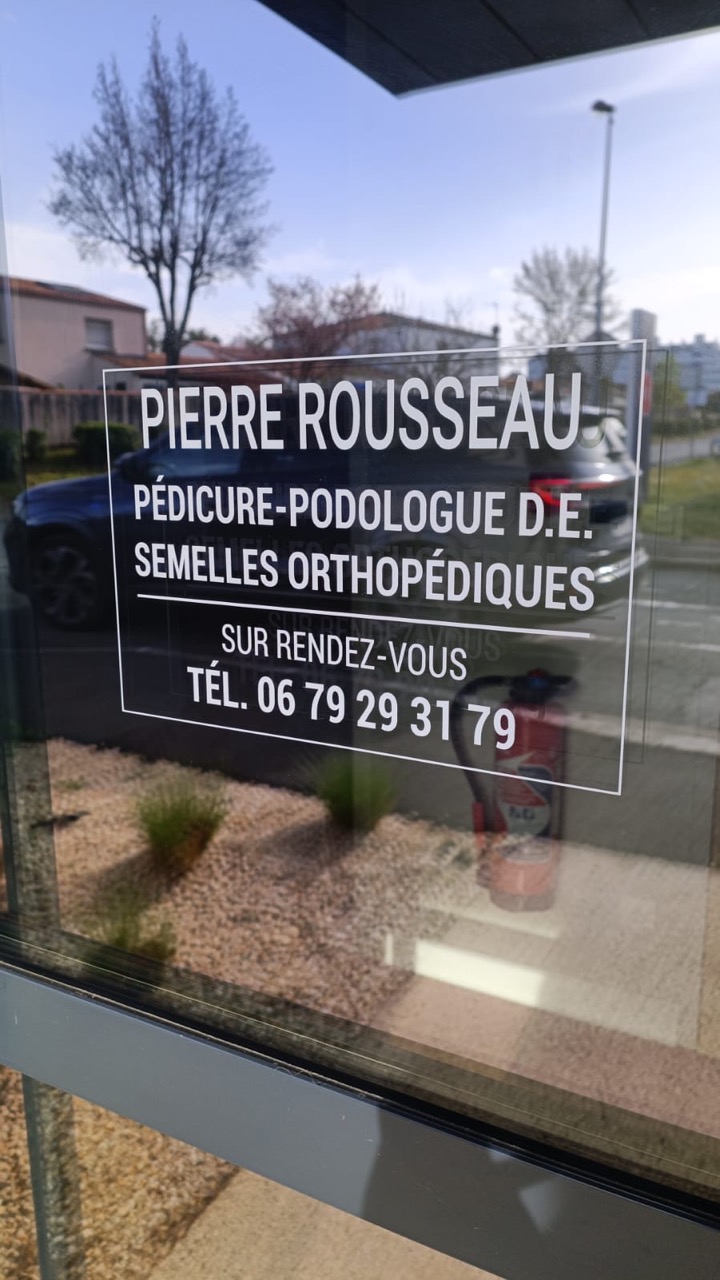 PIERRE ROUSSEAU
PÉDICURE-PODOLOGUE D.E.
SEMELLES ORTHOPÉDIQUES
SUR RENDEZ-VOUS
TÉL. 06 79 29 31 79